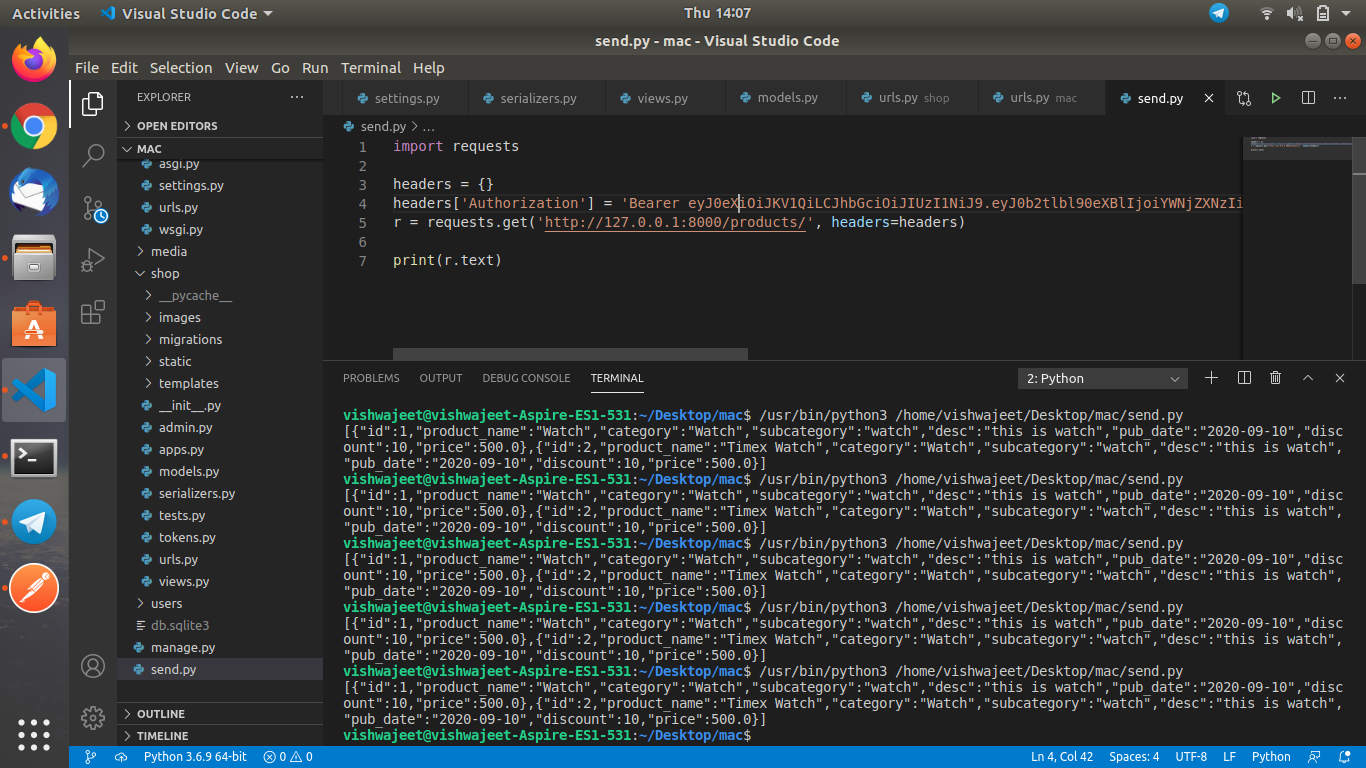 Activities Visual Studio Code Thu 14:07
send.py - mac - Visual Studio Code
File Edit Selection View Go Run Terminal Help
EXPLORER
OPEN EDITORS
MAC
asgi.py
settings.py
urls.py
wsgi.py
media
shop
__pycache__
images
migrations
static
templates
__init__.py
admin.py
apps.py
models.py
serializers.py
tests.py
tokens.py
urls.py
views.py
users
db.sqlite3
manage.py
send.py
OUTLINE
TIMELINE
settings.py serializers.py views.py models.py urls.py shop urls.py mac send.py
send.py > ...
1 import requests
2
3 headers = {}
4 headers['Authorization'] = 'Bearer eyJ0eXiOiJKV1QiLCJhbGciOiJIUzI1NiJ9.eyJ0b2tlbl90eXBlIjoiYWNjZXNzIi
5 r = requests.get('http://127.0.0.1:8000/products/', headers=headers)
6
7 print(r.text)
PROBLEMS OUTPUT DEBUG CONSOLE TERMINAL 2: Python
vishwajeet@vishwajeet-Aspire-ES1-531:~/Desktop/mac$ /usr/bin/python3 /home/vishwajeet/Desktop/mac/send.py
[{"id":1,"product_name":"Watch","category":"Watch","subcategory":"watch","desc":"this is watch","pub_date":"2020-09-10","disc
ount":10,"price":500.0},{"id":2,"product_name":"Timex Watch","category":"Watch","subcategory":"watch","desc":"this is watch",
"pub_date":"2020-09-10","discount":10,"price":500.0}]
vishwajeet@vishwajeet-Aspire-ES1-531:~/Desktop/mac$ /usr/bin/python3 /home/vishwajeet/Desktop/mac/send.py
[{"id":1,"product_name":"Watch","category":"Watch","subcategory":"watch","desc":"this is watch","pub_date":"2020-09-10","disc
ount":10,"price":500.0},{"id":2,"product_name":"Timex Watch","category":"Watch","subcategory":"watch","desc":"this is watch",
"pub_date":"2020-09-10","discount":10,"price":500.0}]
vishwajeet@vishwajeet-Aspire-ES1-531:~/Desktop/mac$ /usr/bin/python3 /home/vishwajeet/Desktop/mac/send.py
[{"id":1,"product_name":"Watch","category":"Watch","subcategory":"watch","desc":"this is watch","pub_date":"2020-09-10","disc
ount":10,"price":500.0},{"id":2,"product_name":"Timex Watch","category":"Watch","subcategory":"watch","desc":"this is watch",
"pub_date":"2020-09-10","discount":10,"price":500.0}]
vishwajeet@vishwajeet-Aspire-ES1-531:~/Desktop/mac$ /usr/bin/python3 /home/vishwajeet/Desktop/mac/send.py
[{"id":1,"product_name":"Watch","category":"Watch","subcategory":"watch","desc":"this is watch","pub_date":"2020-09-10","disc
ount":10,"price":500.0},{"id":2,"product_name":"Timex Watch","category":"Watch","subcategory":"watch","desc":"this is watch",
"pub_date":"2020-09-10","discount":10,"price":500.0}]
vishwajeet@vishwajeet-Aspire-ES1-531:~/Desktop/mac$ /usr/bin/python3 /home/vishwajeet/Desktop/mac/send.py
[{"id":1,"product_name":"Watch","category":"Watch","subcategory":"watch","desc":"this is watch","pub_date":"2020-09-10","disc
ount":10,"price":500.0},{"id":2,"product_name":"Timex Watch","category":"Watch","subcategory":"watch","desc":"this is watch",
"pub_date":"2020-09-10","discount":10,"price":500.0}]
vishwajeet@vishwajeet-Aspire-ES1-531:~/Desktop/mac$
Python 3.6.9 64-bit 0 0 Ln 4, Col 42 Spaces: 4 UTF-8 LF Python